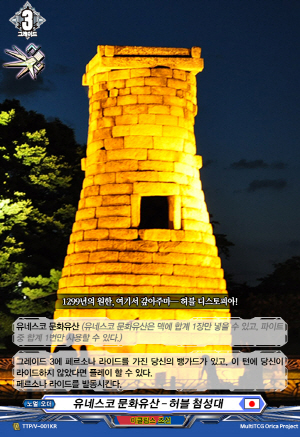 3
그레이드
1299년의 원한, 여기서 갚아주마— 허블 디스토피아!
유네스코 문화유산 (유네스코 문화유산은 덱에 합계 1장만 넣을 수 있고, 파이트
중 합계 1번만 사용할 수 있다.)
그레이드 3에 페르소나 라이드를 가진 당신의 뱅가드가 있고, 이 턴에 당신이
라이드하지 않았다면 플레이 할 수 있다.
페르소나 라이드를 발동시킨다.
노멀 오더
유네스코 문화유산 - 허블 첨성대
TTP/V-001KR
MultiTCG Orica Project